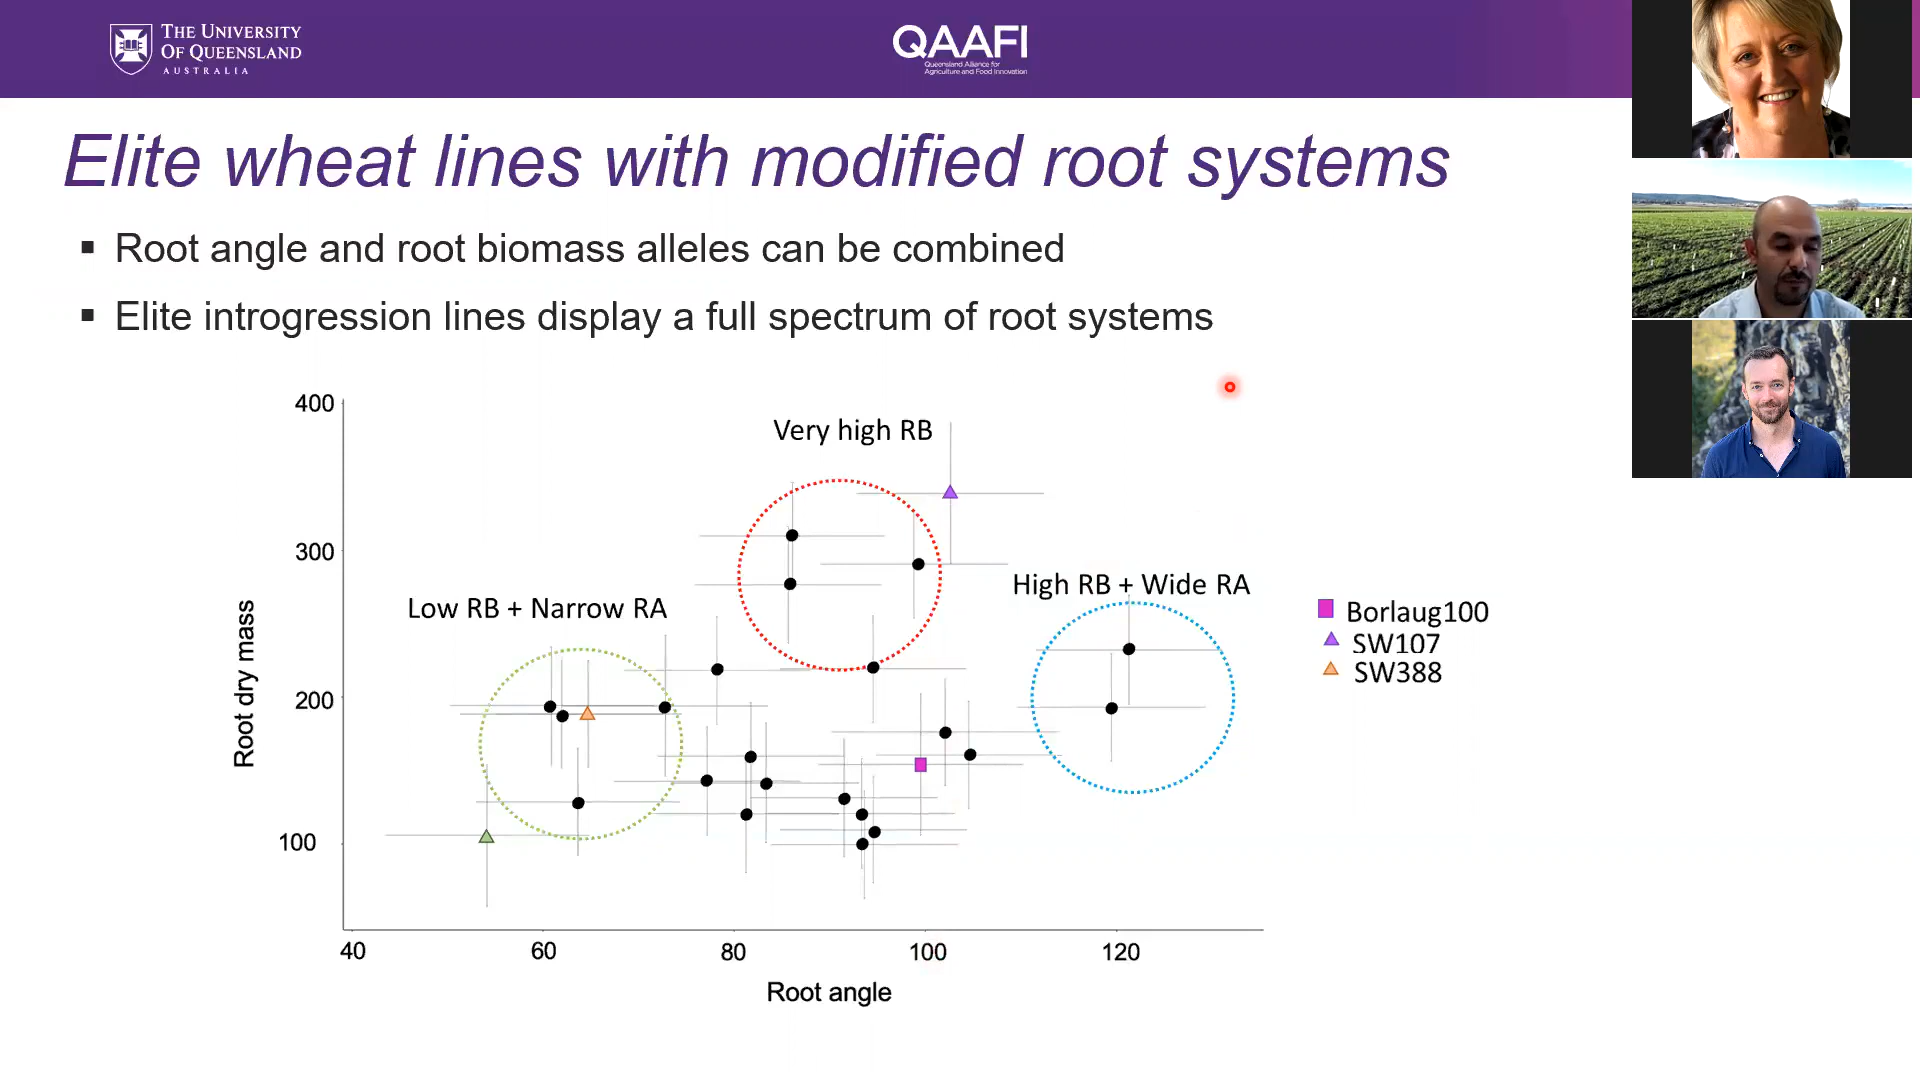 THE UNIVERSITY
OF QUEENSLAND
AUSTRALIA
QAAFI
Queensland Alliance for
Agriculture and Food Innovation
Elite wheat lines with modified root systems
▪ Root angle and root biomass alleles can be combined
▪ Elite introgression lines display a full spectrum of root systems
400
300
200
100
Root dry mass
Very high RB
Low RB + Narrow RA
High RB + Wide RA
Borlaug100
SW107
SW388
40 60 80 100 120
Root angle